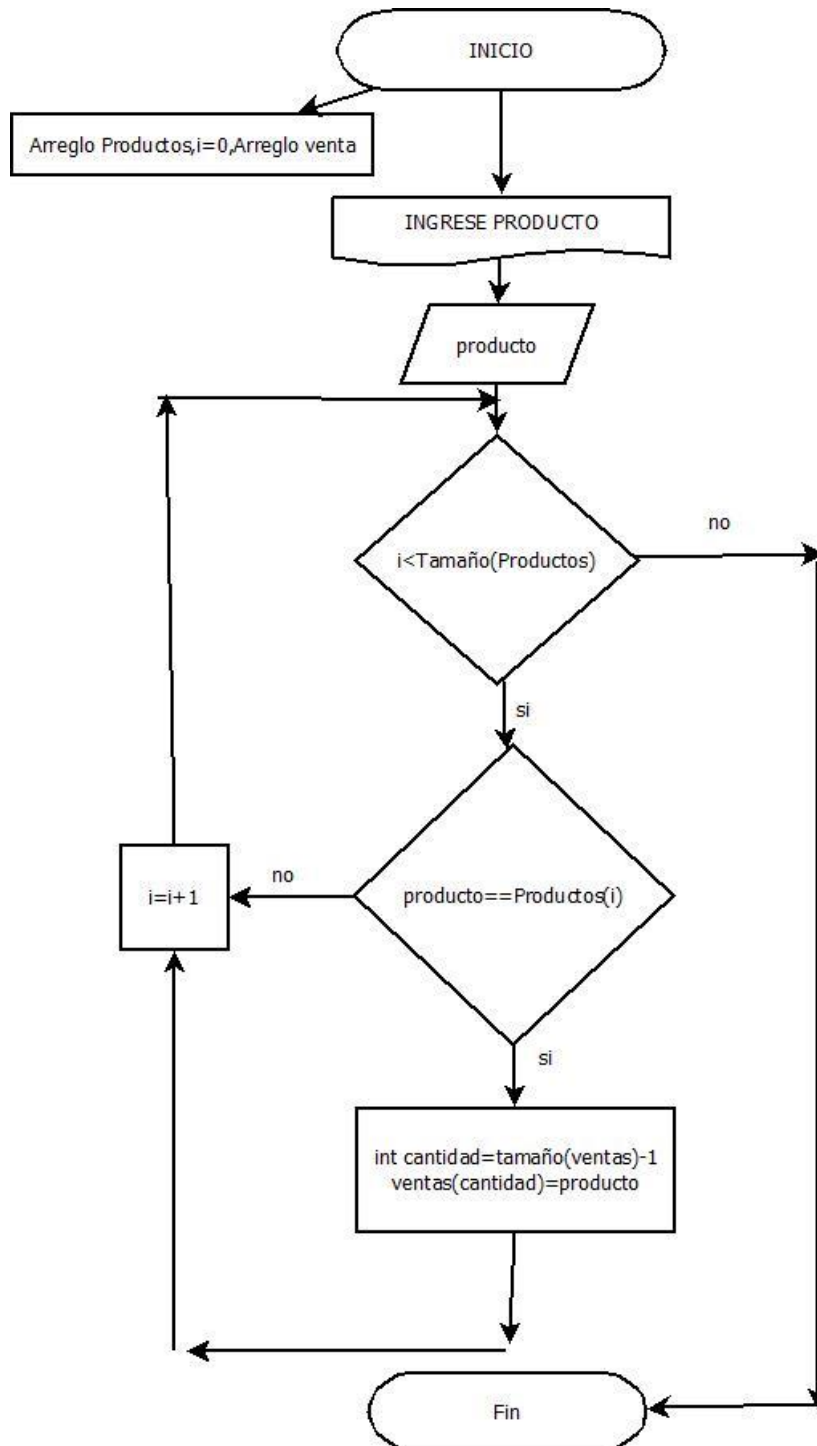 INICIO
Arreglo Productos,i=0,Arreglo venta
INGRESE PRODUCTO
producto
i<Tamaño(Productos)
no
si
producto==Productos(i)
no
i=i+1
si
int cantidad=tamaño(ventas)-1
ventas(cantidad)=producto
Fin